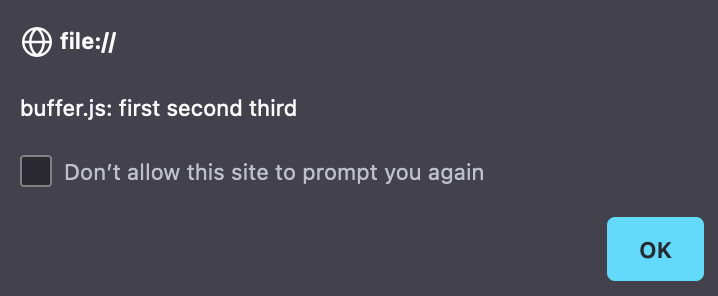 file://
buffer.js: first second third
Don’t allow this site to prompt you again
OK